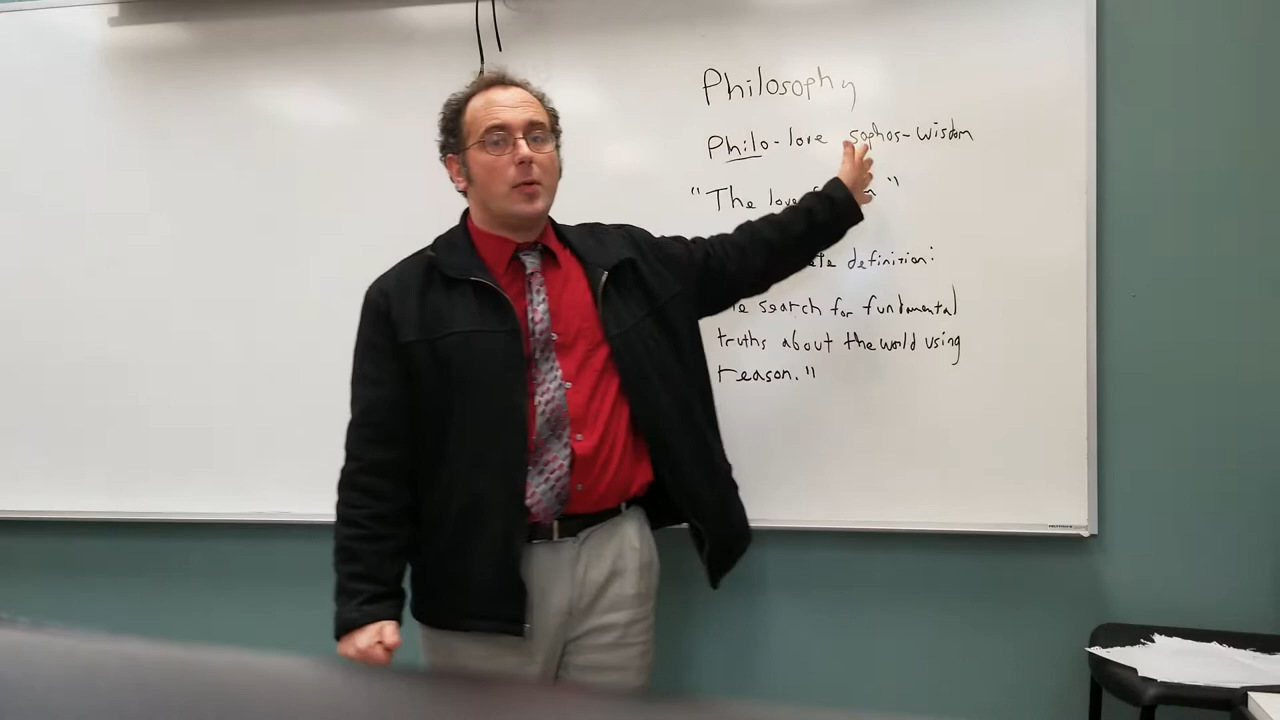 Philosophy
Philo-love sophos-wisdom
"The love "
definition:
search for fundamental
truths about the world using
reason."